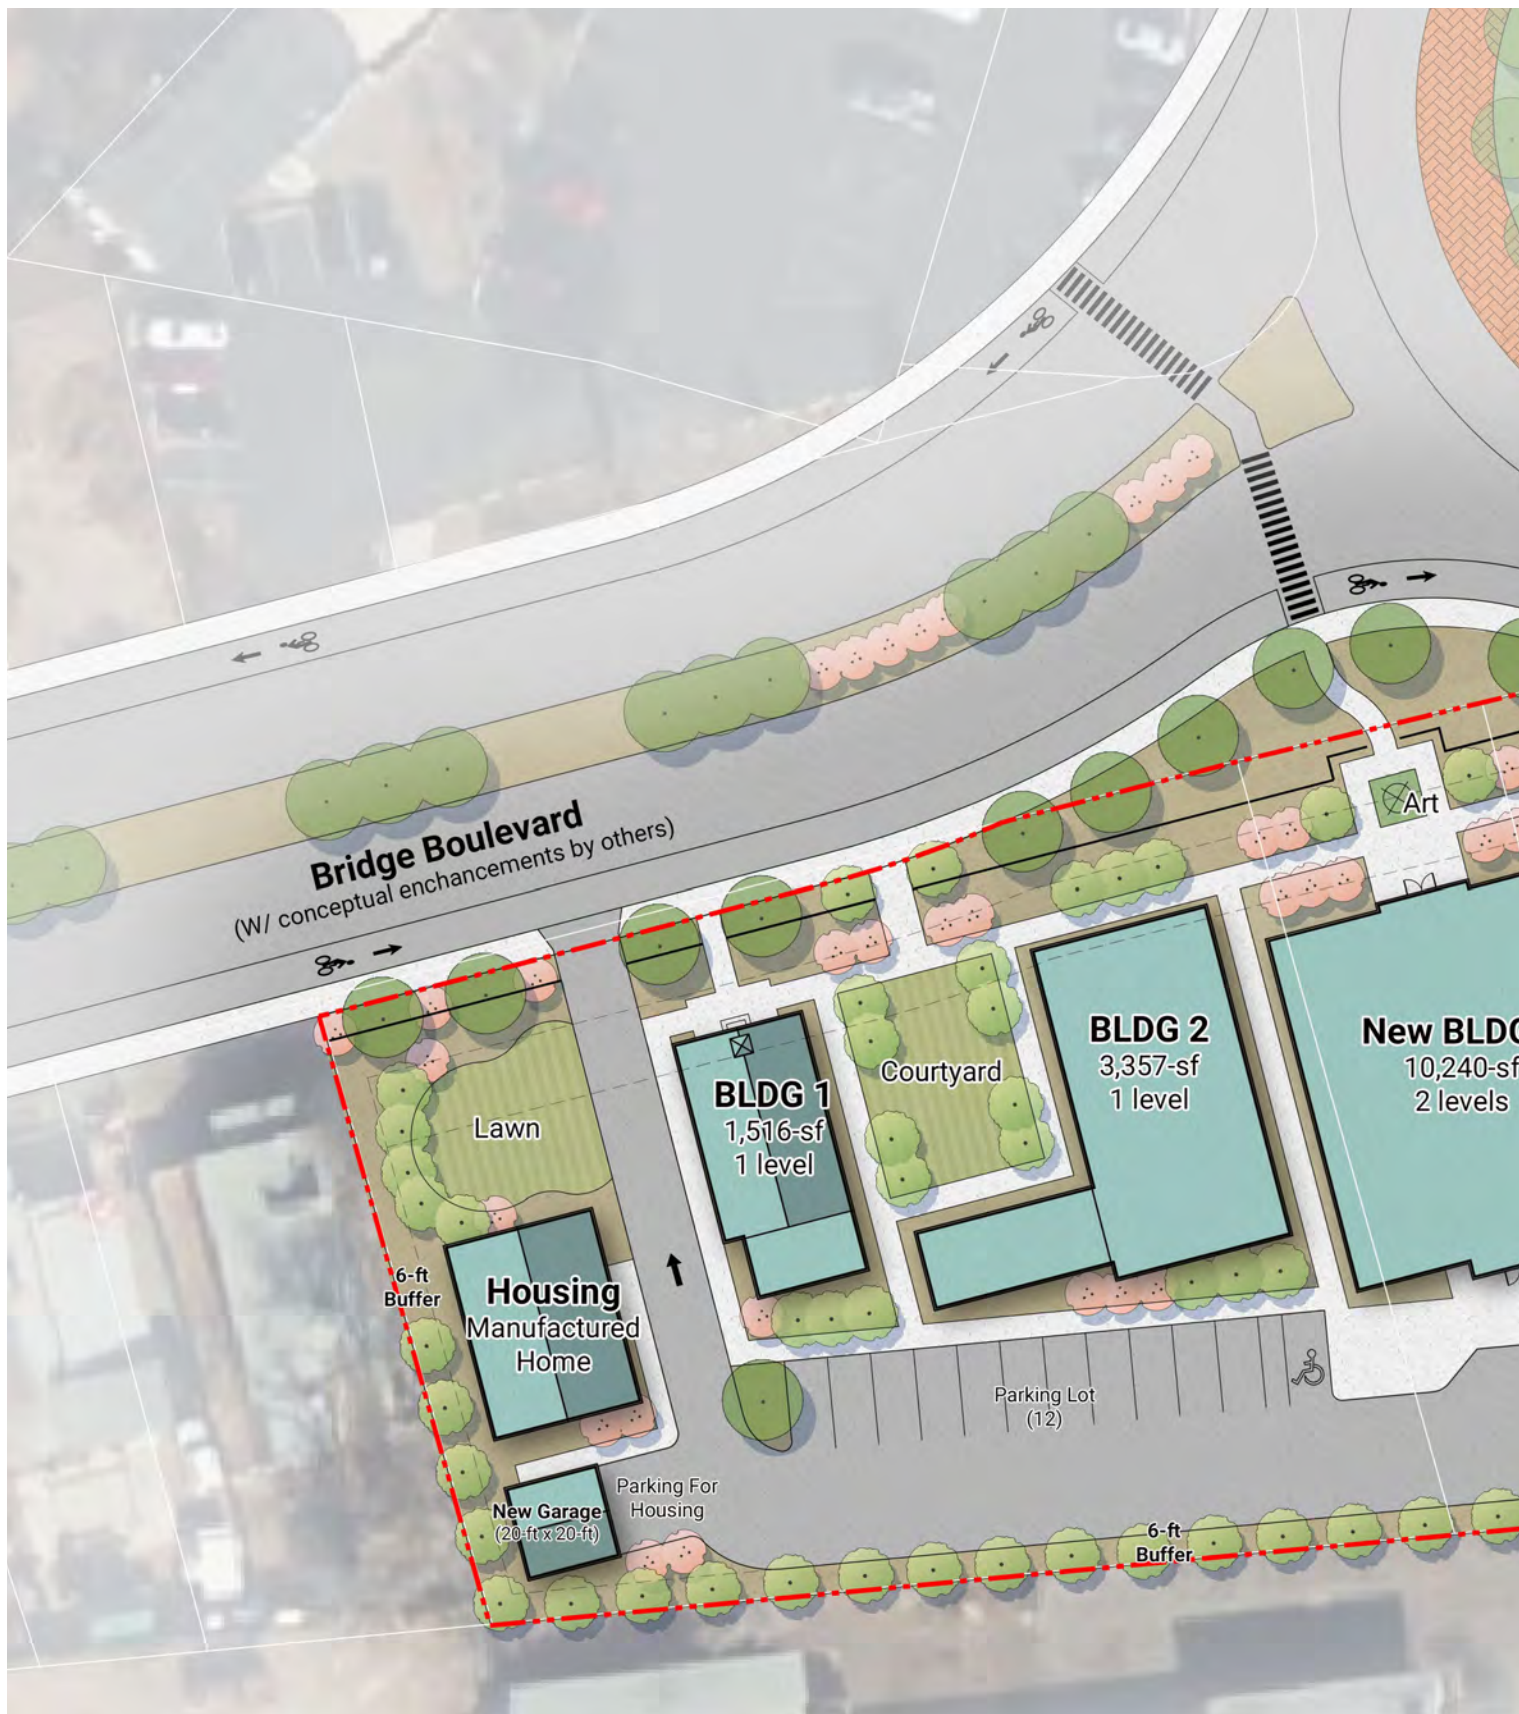 Bridge Boulevard
(W/ conceptual enchancements by others)
Art
BLDG 2
3,357-sf
1 level
New BLDG
10,240-sf
2 levels
Courtyard
BLDG 1
1,516-sf
1 level
Lawn
6-ft
Buffer
Housing
Manufactured
Home
Parking Lot
(12)
Parking For
Housing
New Garage
(20-ft x 20-ft)
6-ft
Buffer